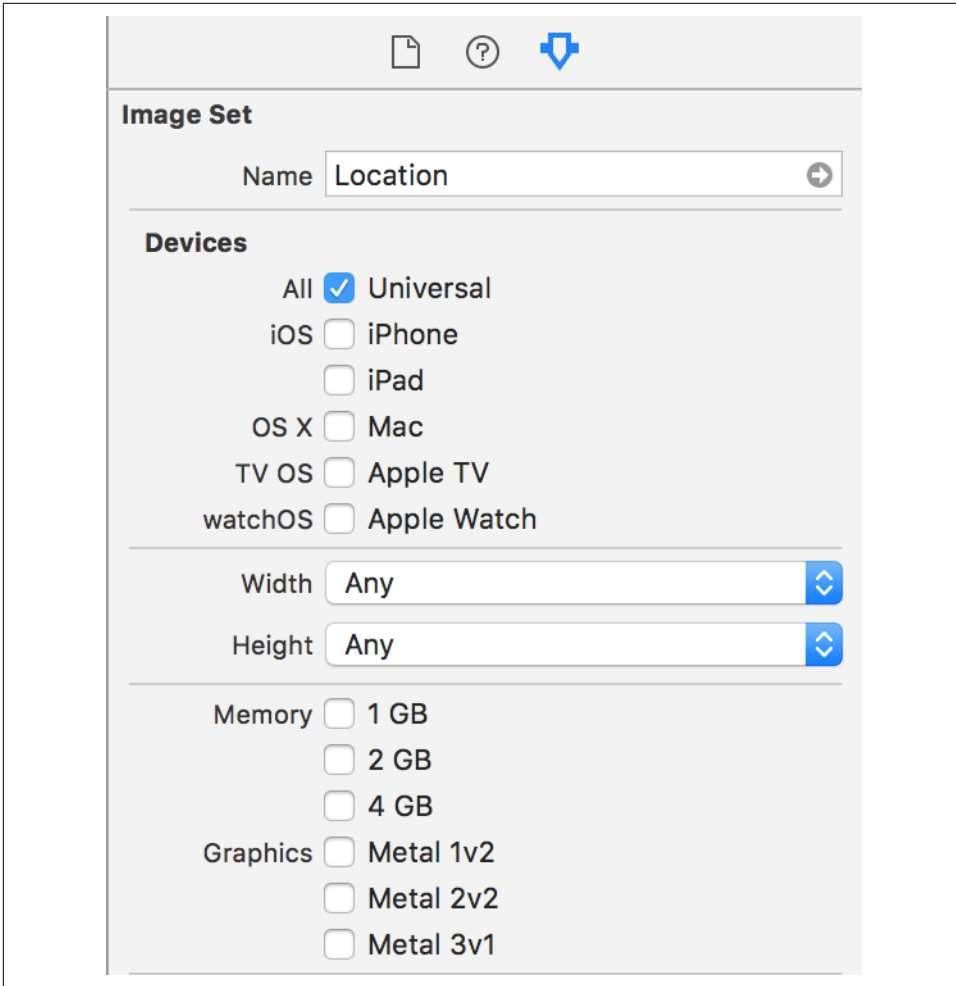 ?
Image Set
Name Location
Devices
All Universal
iOS iPhone
iPad
OS X Mac
TV OS Apple TV
watchOS Apple Watch
Width Any
Height Any
Memory 1 GB
2 GB
4 GB
Graphics Metal 1v2
Metal 2v2
Metal 3v1